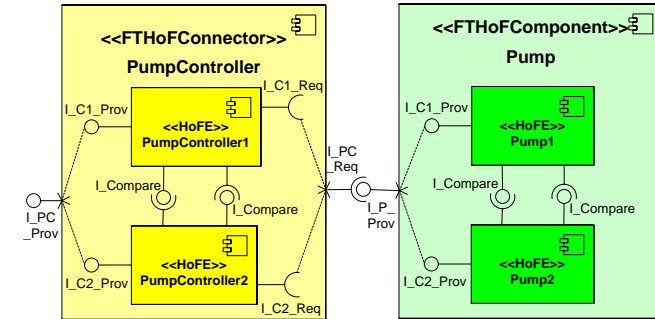 <<FTHoFConnector>>
PumpController
I_C1_Req
I_C1_Prov
<<HoFE>>
PumpController1
I_Compare
I_Compare
I_PC
_Prov
I_C2_Prov
<<HoFE>>
PumpController2
I_C2_Req
I_PC
_Req
I_P_
Prov
<<FTHoFComponent>>
Pump
I_C1_Prov
<<HoFE>>
Pump1
I_Compare
I_Compare
I_C2_Prov
<<HoFE>>
Pump2